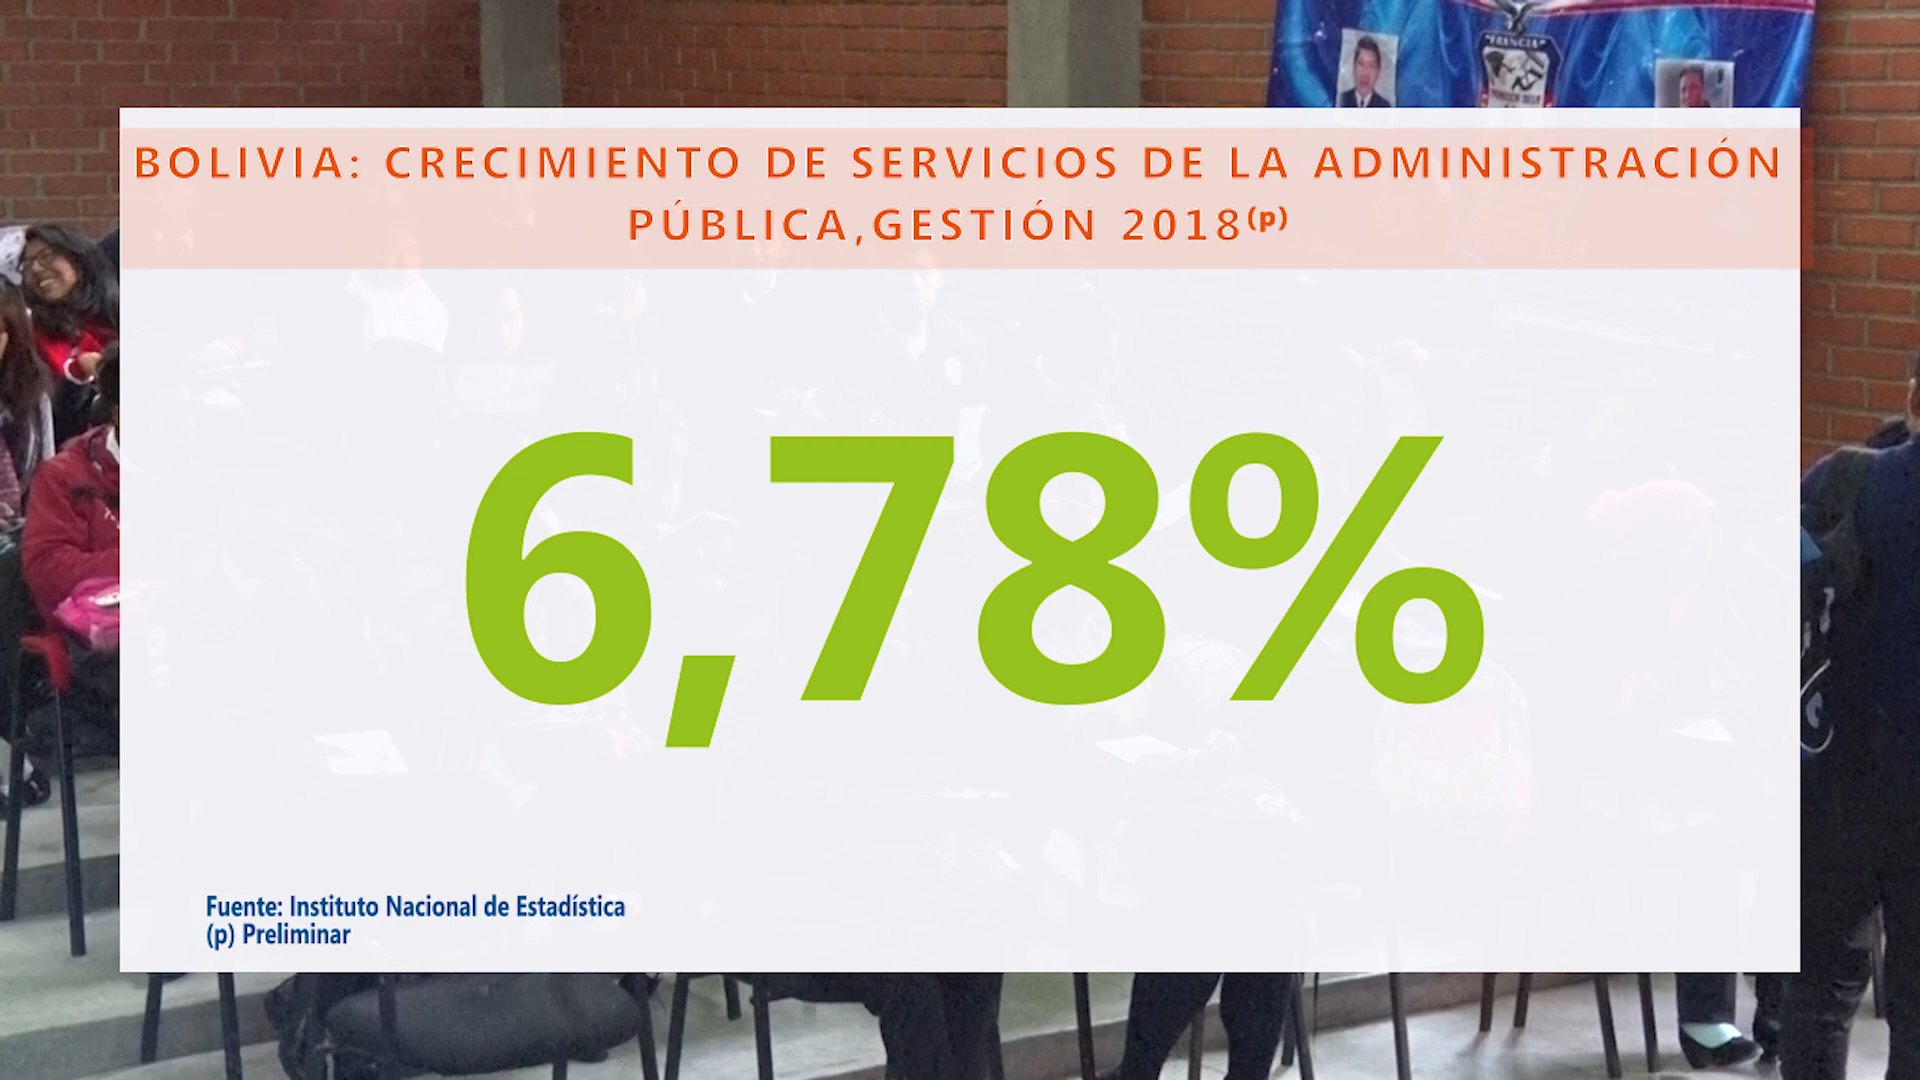 BOLIVIA: CRECIMIENTO DE SERVICIOS DE LA ADMINISTRACIÓN
PÚBLICA,GESTIÓN 2018(p)
6,78%
Fuente: Instituto Nacional de Estadística
(p) Preliminar